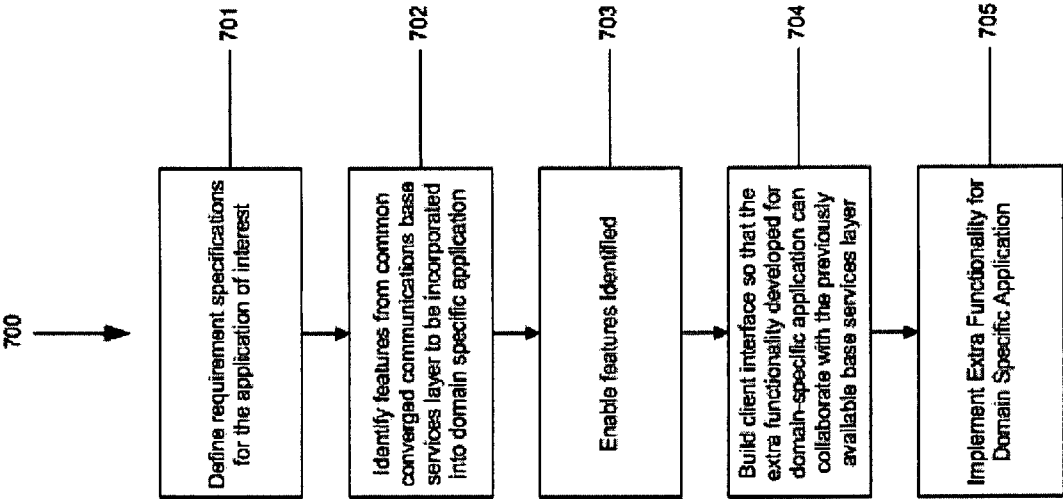 700
Define requirement specifications
for the application of interest
701
Identify features from common
converged communications base
services layer to be incorporated
into domain specific application
702
Enable features Identified
703
Build client interface so that the
extra functionality developed for
domain-specific application can
collaborate with the previously
available base services layer
704
Implement Extra Functionality for
Domain Specific Application
705